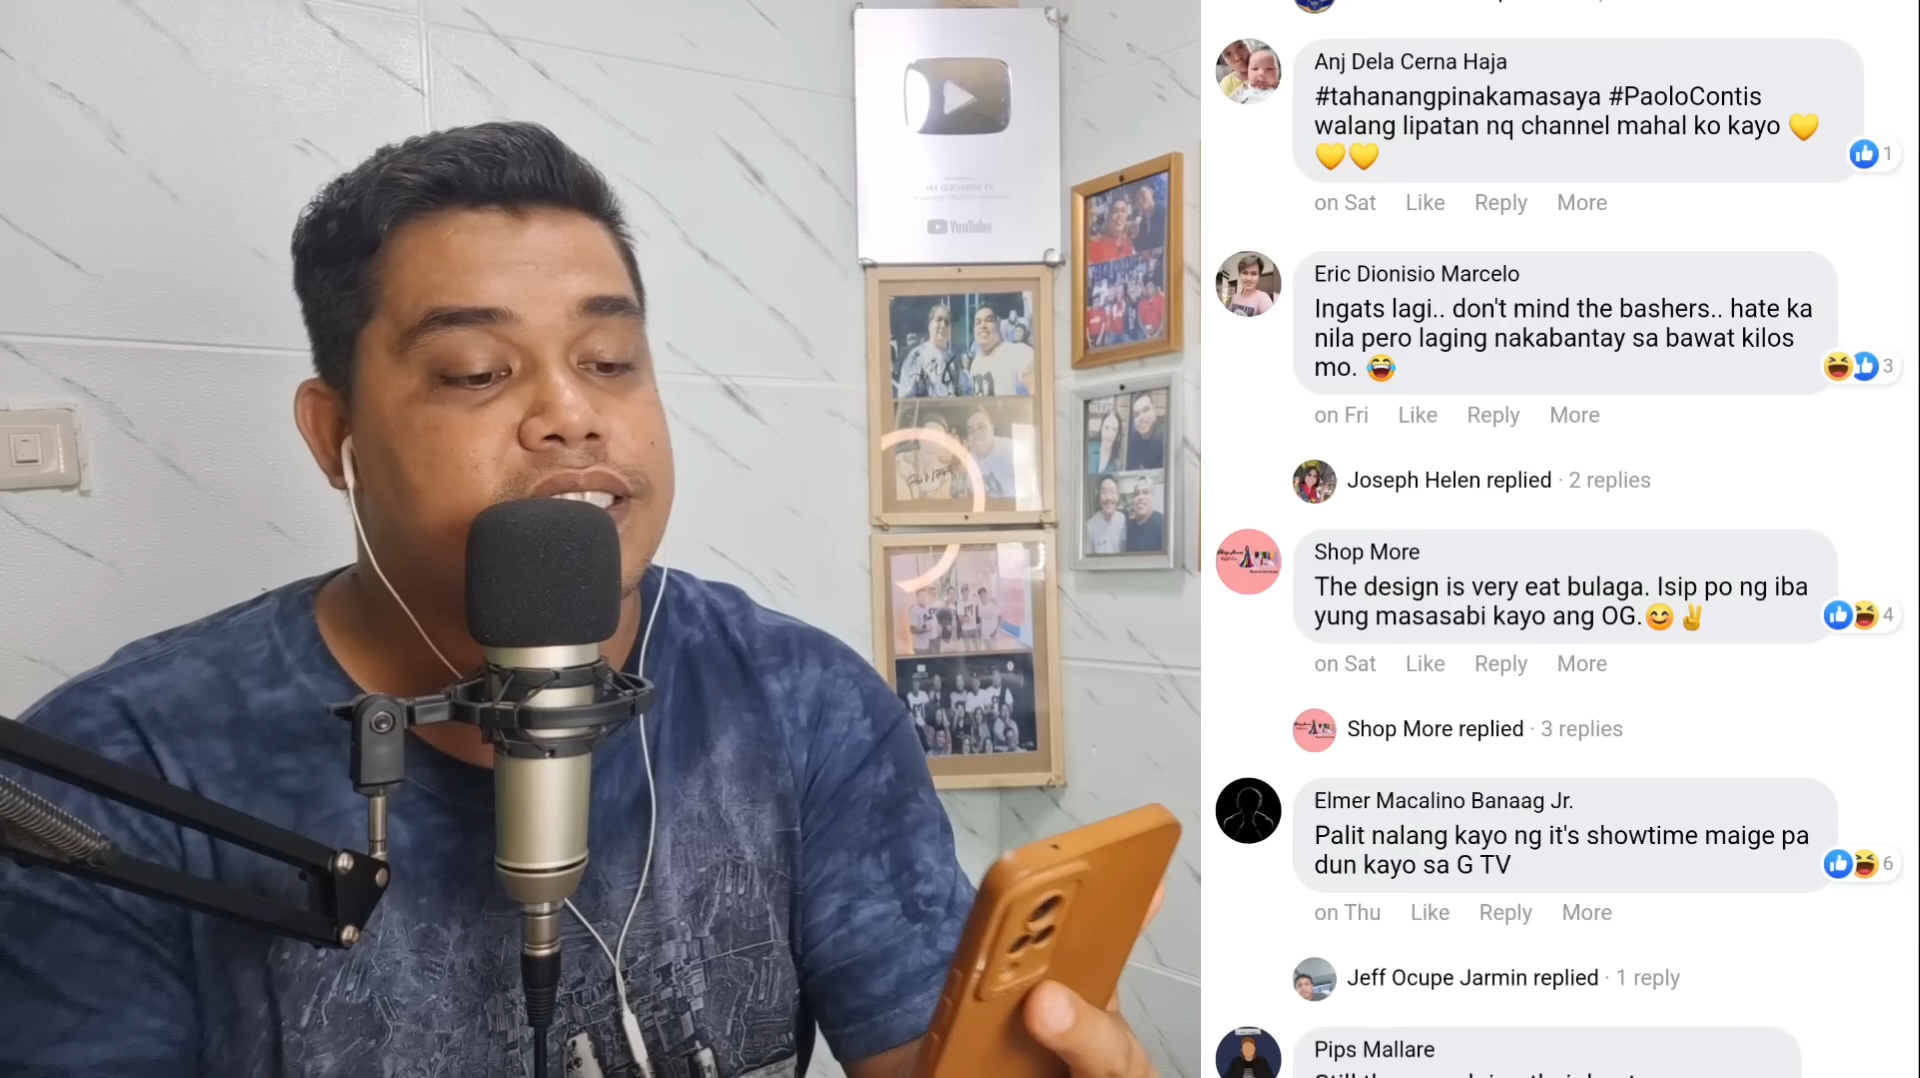 JAY GUEVARRA TV
YouTube
Anj Dela Cerna Haja
#tahanangpinakamasaya #PaoloContis
walang lipatan nq channel mahal ko kayo 💛
💛💛
1
on Sat Like Reply More
Eric Dionisio Marcelo
Ingats lagi.. don't mind the bashers.. hate ka
nila pero laging nakabantay sa bawat kilos
mo. 😂
3
on Fri Like Reply More
Joseph Helen replied · 2 replies
Shop More
The design is very eat bulaga. Isip po ng iba
yung masasabi kayo ang OG.😊✌
4
on Sat Like Reply More
Shop More replied · 3 replies
Elmer Macalino Banaag Jr.
Palit nalang kayo ng it's showtime maige pa
dun kayo sa G TV
6
on Thu Like Reply More
Jeff Ocupe Jarmin replied · 1 reply
Pips Mallare